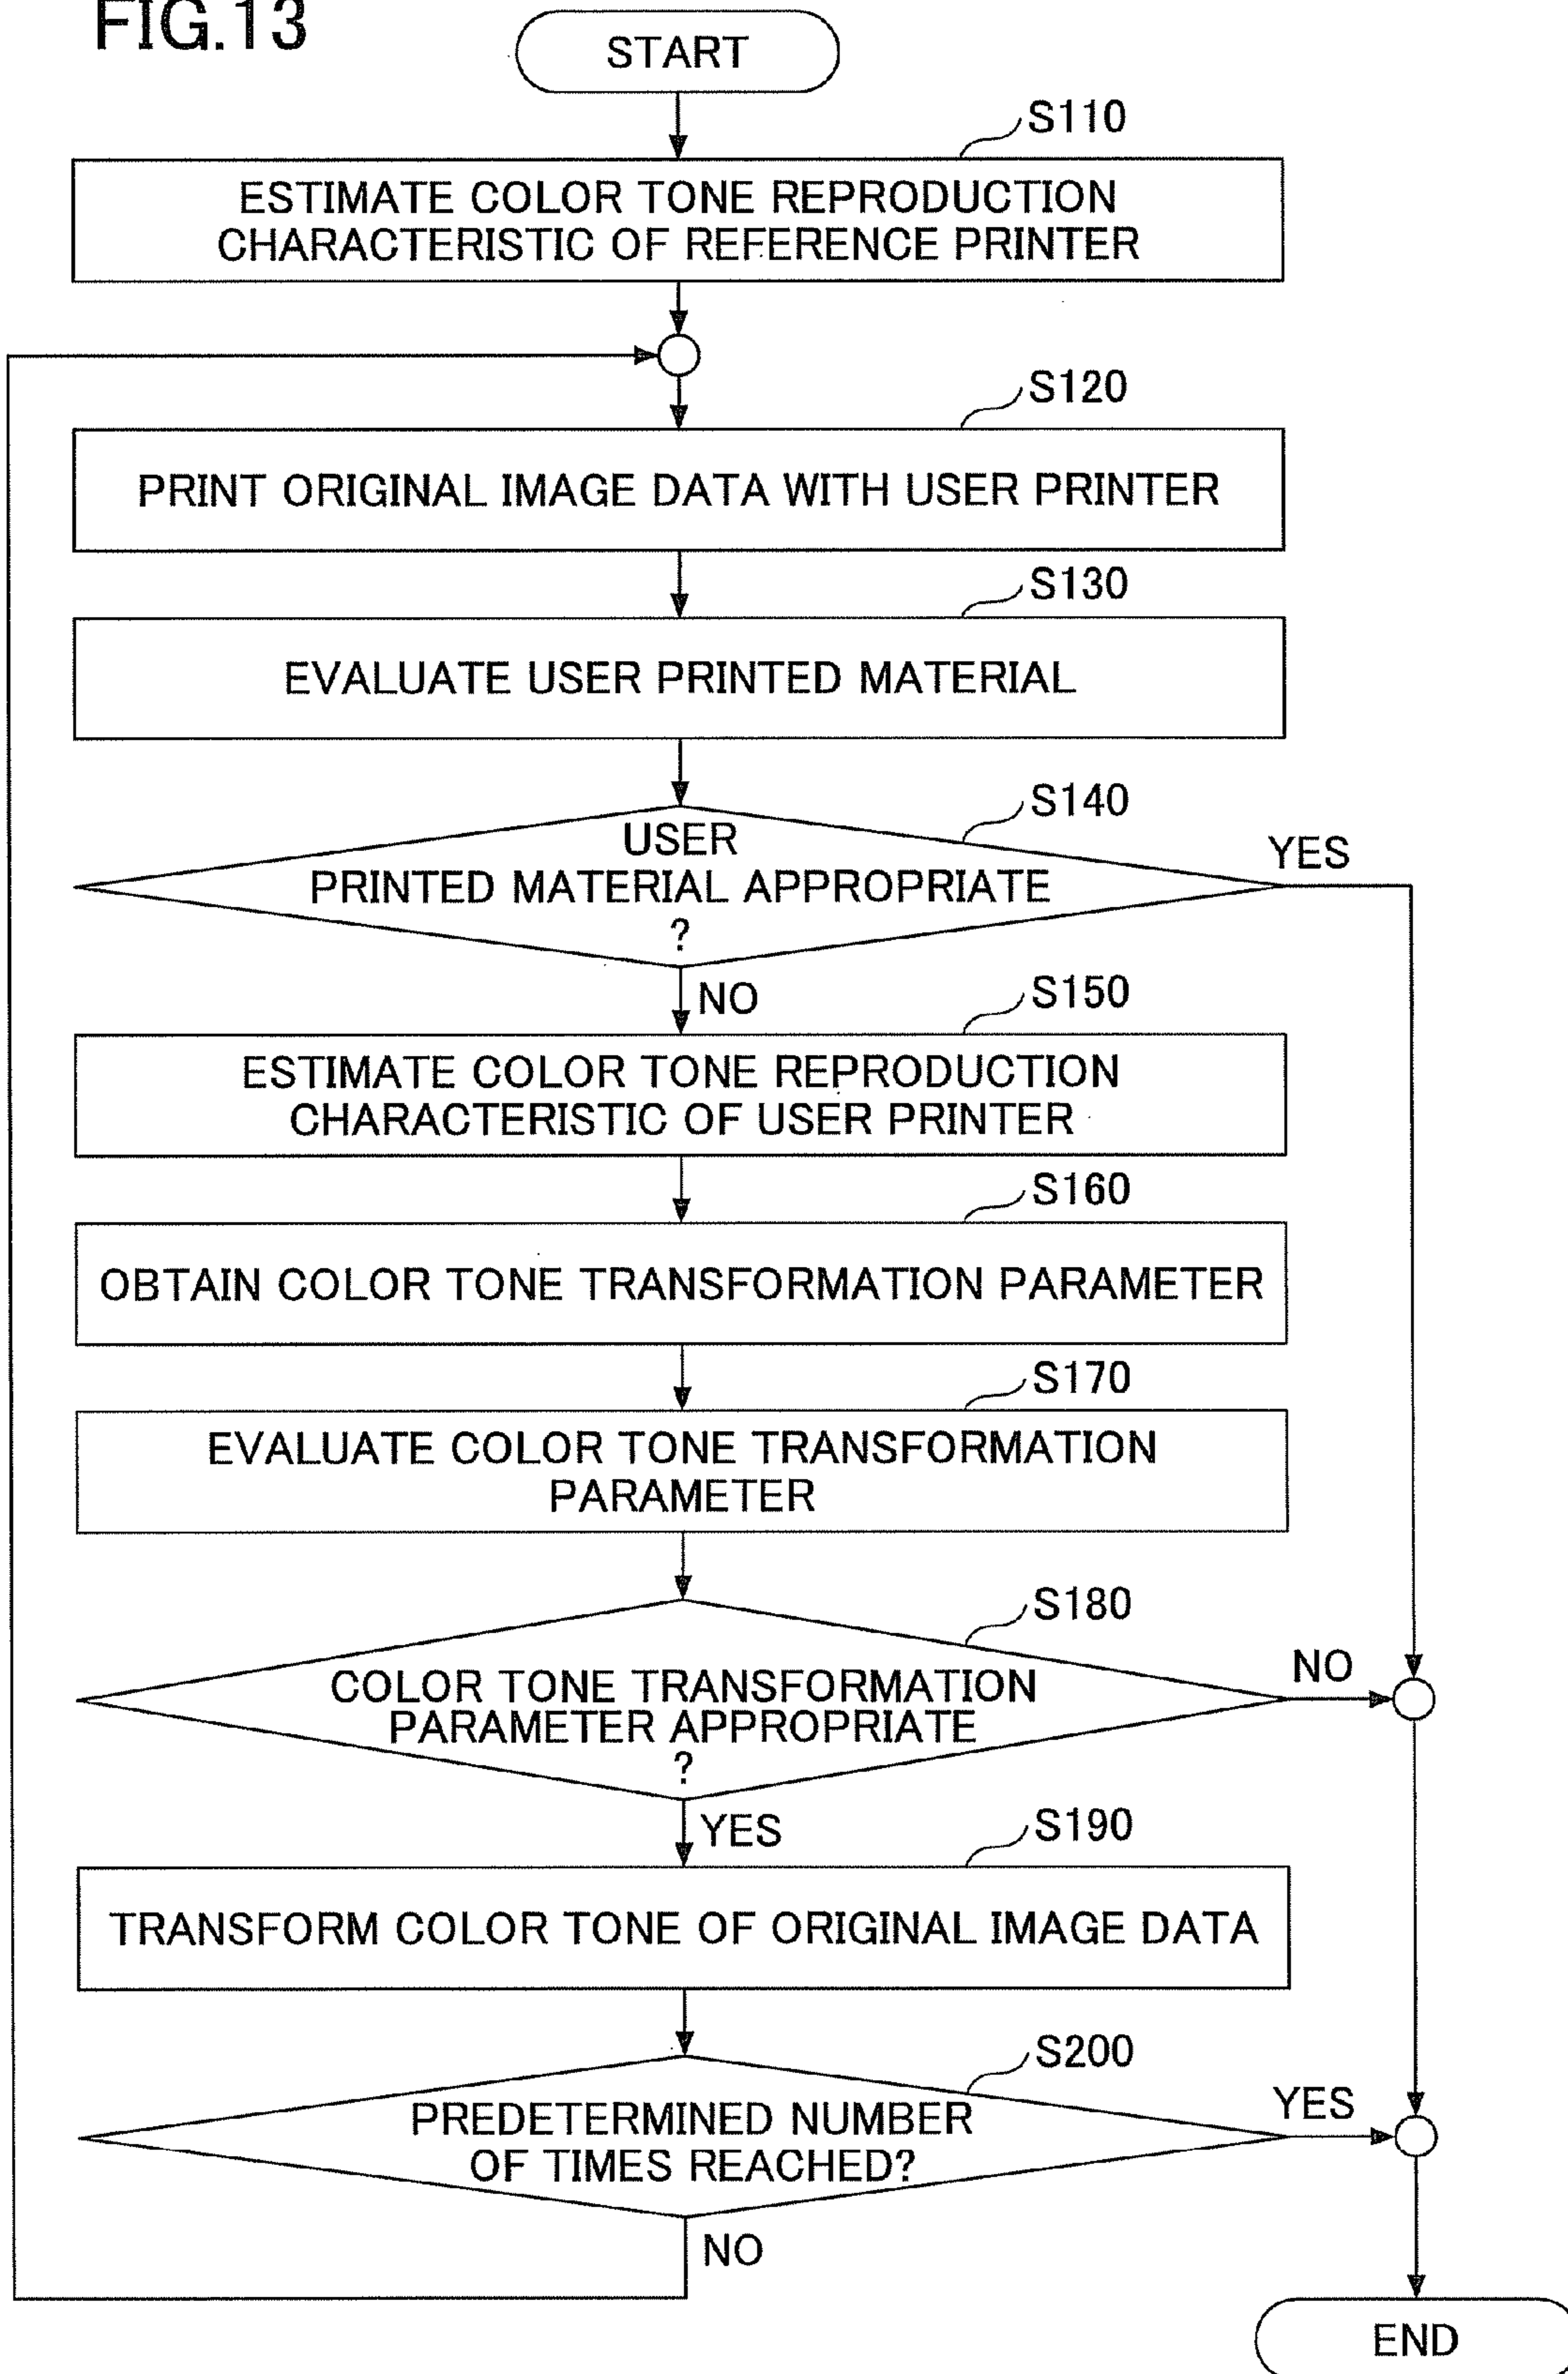 FIG.13
START
S110
ESTIMATE COLOR TONE REPRODUCTION
CHARACTERISTIC OF REFERENCE PRINTER
S120
PRINT ORIGINAL IMAGE DATA WITH USER PRINTER
S130
EVALUATE USER PRINTED MATERIAL
S140
USER
PRINTED MATERIAL APPROPRIATE
?
YES
NO
S150
ESTIMATE COLOR TONE REPRODUCTION
CHARACTERISTIC OF USER PRINTER
S160
OBTAIN COLOR TONE TRANSFORMATION PARAMETER
S170
EVALUATE COLOR TONE TRANSFORMATION
PARAMETER
S180
COLOR TONE TRANSFORMATION
PARAMETER APPROPRIATE
?
NO
YES
S190
TRANSFORM COLOR TONE OF ORIGINAL IMAGE DATA
S200
PREDETERMINED NUMBER
OF TIMES REACHED?
YES
NO
END